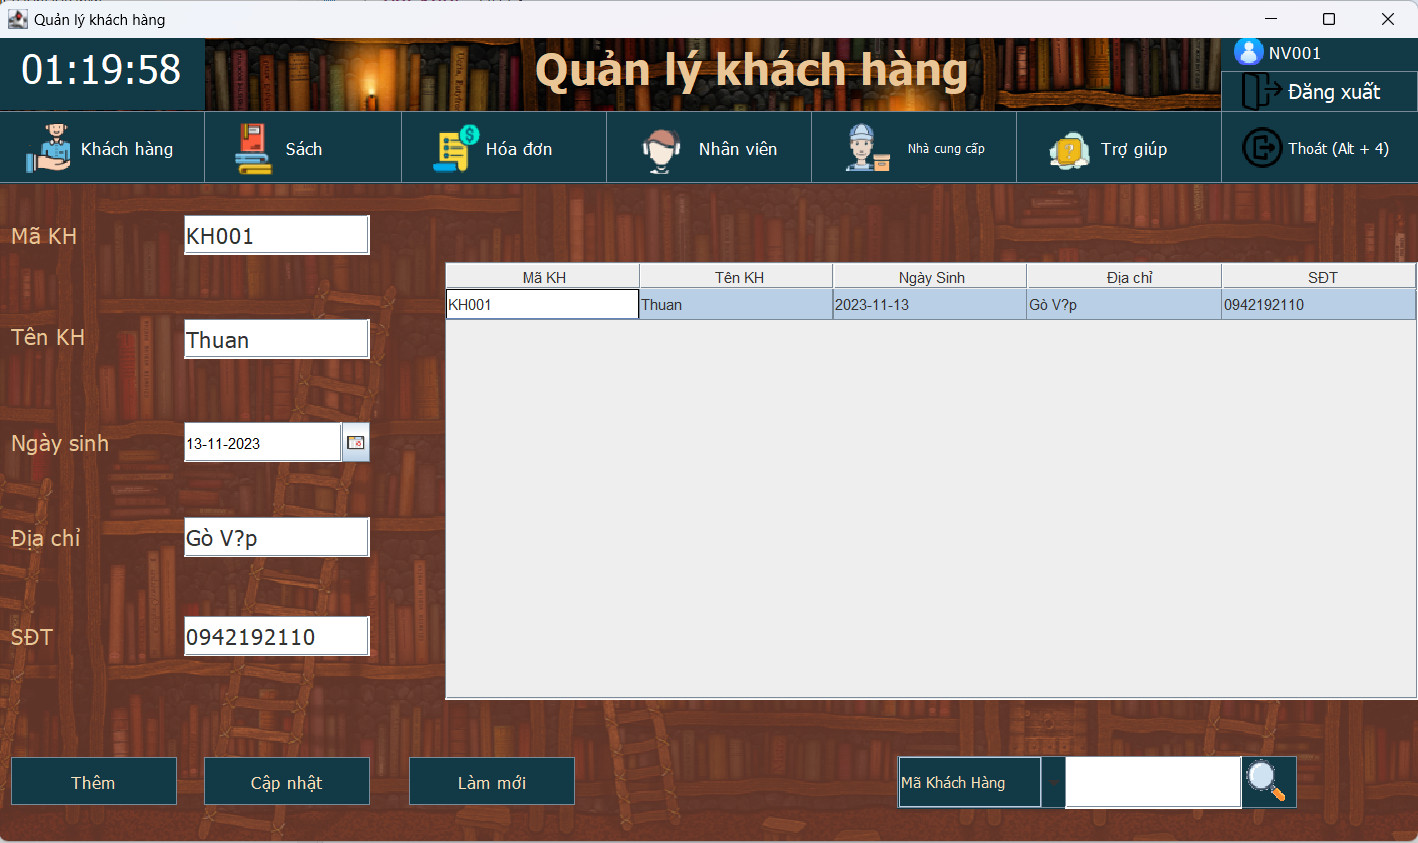 Quản lý khách hàng
01:19:58
Quản lý khách hàng
NV001
Đăng xuất
Khách hàng
Sách
Hóa đơn
Nhân viên
Nhà cung cấp
Trợ giúp
Thoát (Alt + 4)
Mã KH KH001
Tên KH Thuan
Ngày sinh 13-11-2023
Địa chỉ Gò V?p
SĐT 0942192110
Mã KH Tên KH Ngày Sinh Địa chỉ SĐT
KH001 Thuan 2023-11-13 Gò V?p 0942192110
Thêm
Cập nhật
Làm mới
Mã Khách Hàng